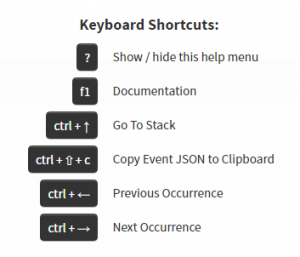 Keyboard Shortcuts:
? Show / hide this help menu
f1 Documentation
ctrl + ↑ Go To Stack
ctrl + ⇧ + c Copy Event JSON to Clipboard
ctrl + ← Previous Occurrence
ctrl + → Next Occurrence